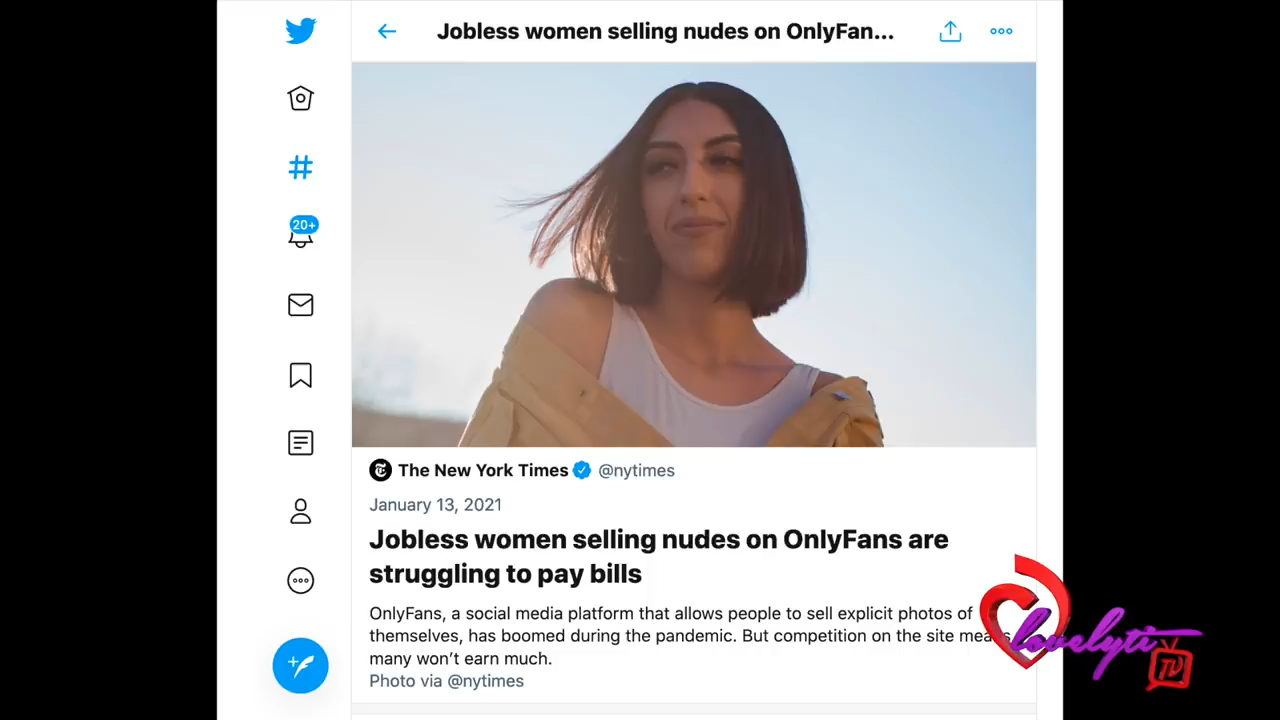 Jobless women selling nudes on OnlyFan...
20+
The New York Times @nytimes
January 13, 2021
Jobless women selling nudes on OnlyFans are
struggling to pay bills
OnlyFans, a social media platform that allows people to sell explicit photos of
themselves, has boomed during the pandemic. But competition on the site means
many won’t earn much.
Photo via @nytimes
lovelyti
TV